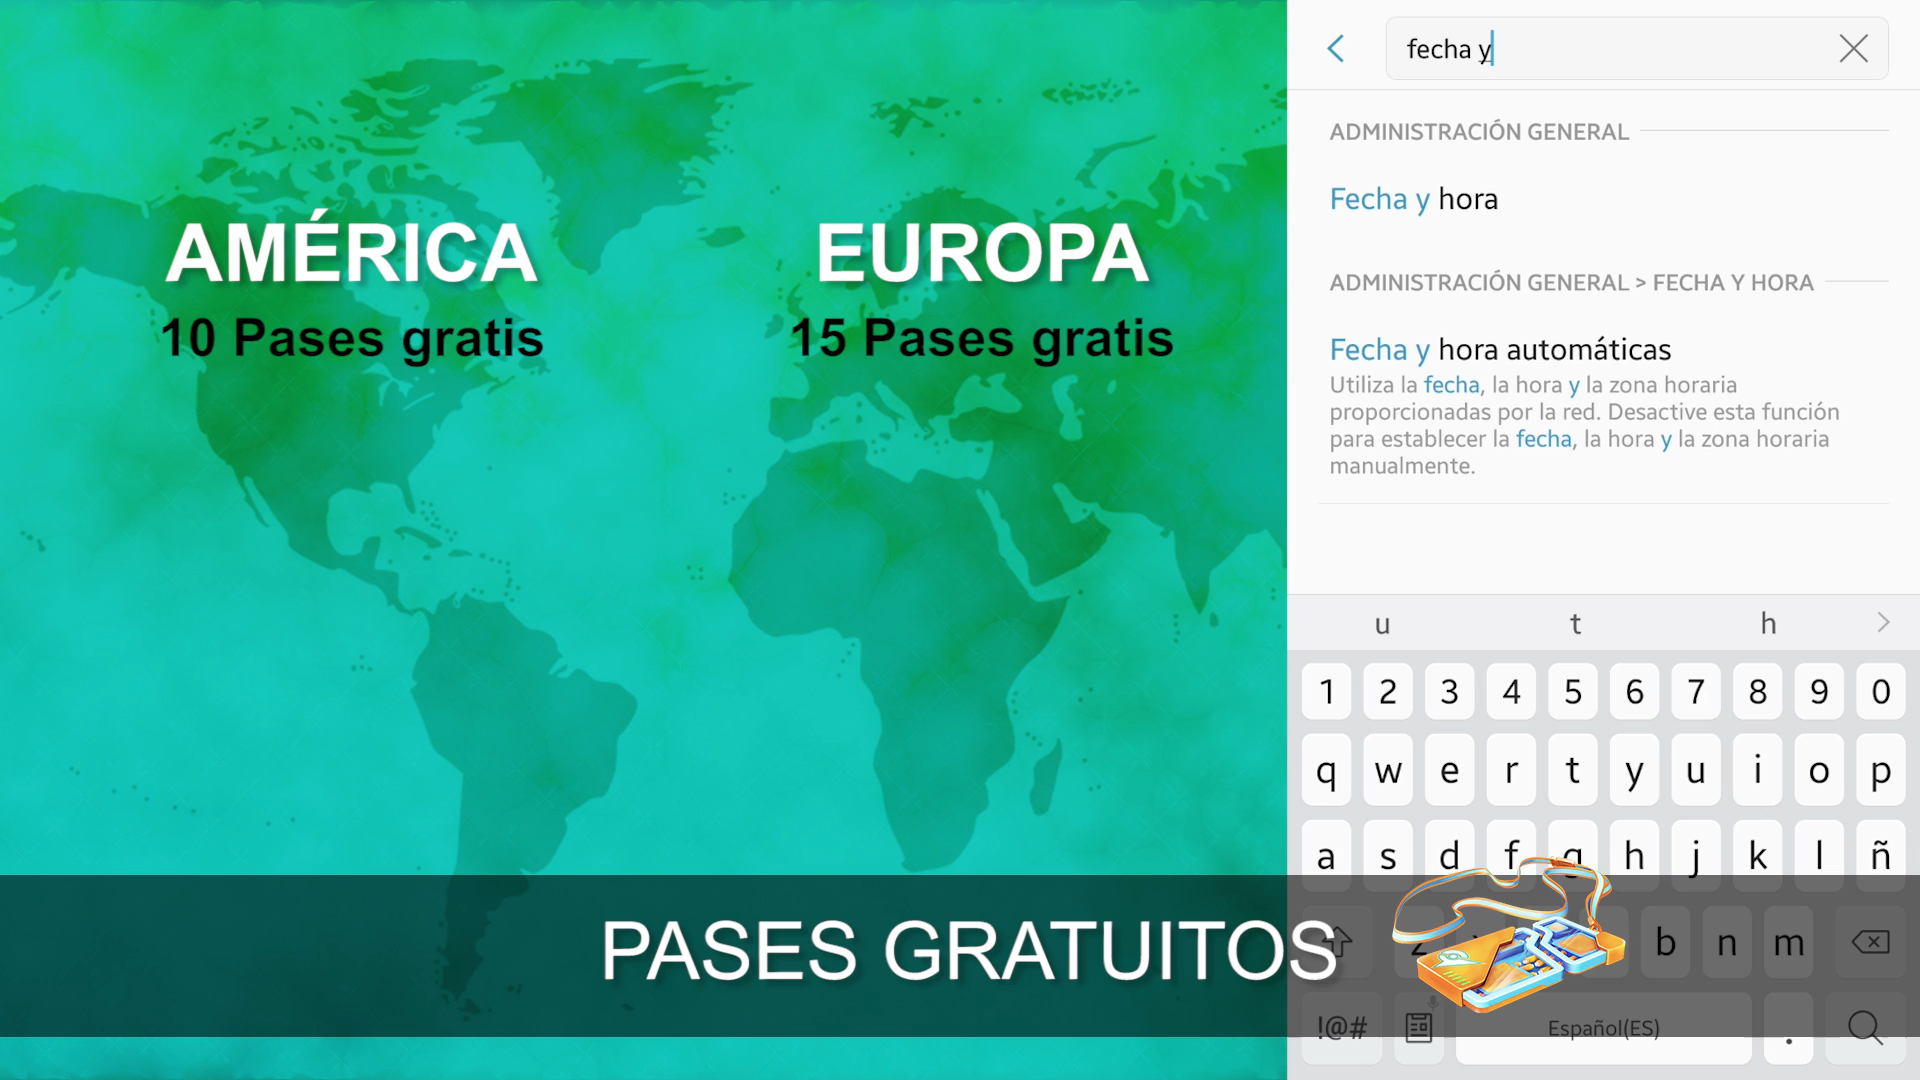 AMÉRICA
10 Pases gratis
EUROPA
15 Pases gratis
fecha y
ADMINISTRACIÓN GENERAL
Fecha y hora
ADMINISTRACIÓN GENERAL > FECHA Y HORA
Fecha y hora automáticas
Utiliza la fecha, la hora y la zona horaria
proporcionadas por la red. Desactive esta función
para establecer la fecha, la hora y la zona horaria
manualmente.
u t h
1 2 3 4 5 6 7 8 9 0
q w e r t y u i o p
a s d f g h j k l ñ
PASES GRATUITOS
z b n m
!@# Español(ES) .